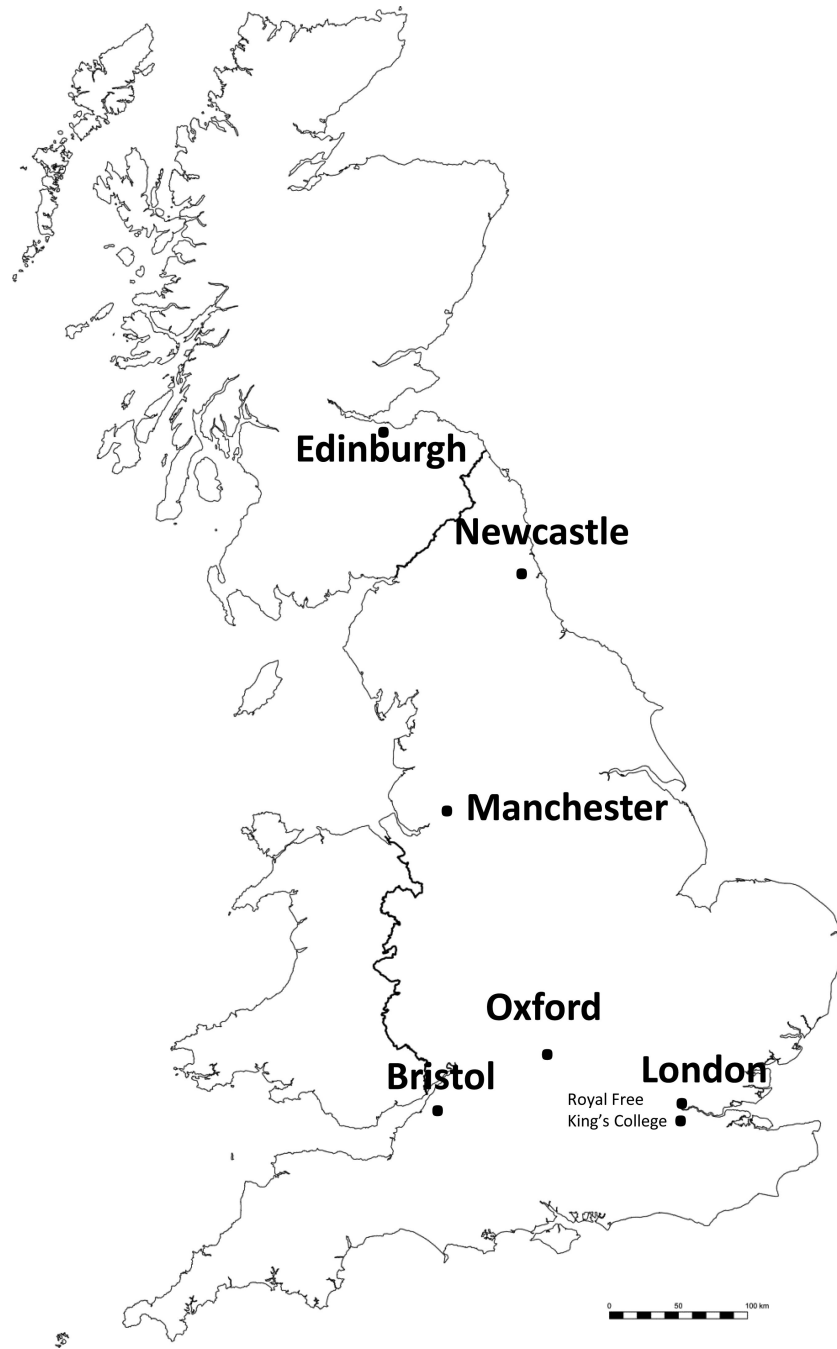 Edinburgh
Newcastle
Manchester
Oxford
London
Bristol
Royal Free
King's College
0 50 100 km